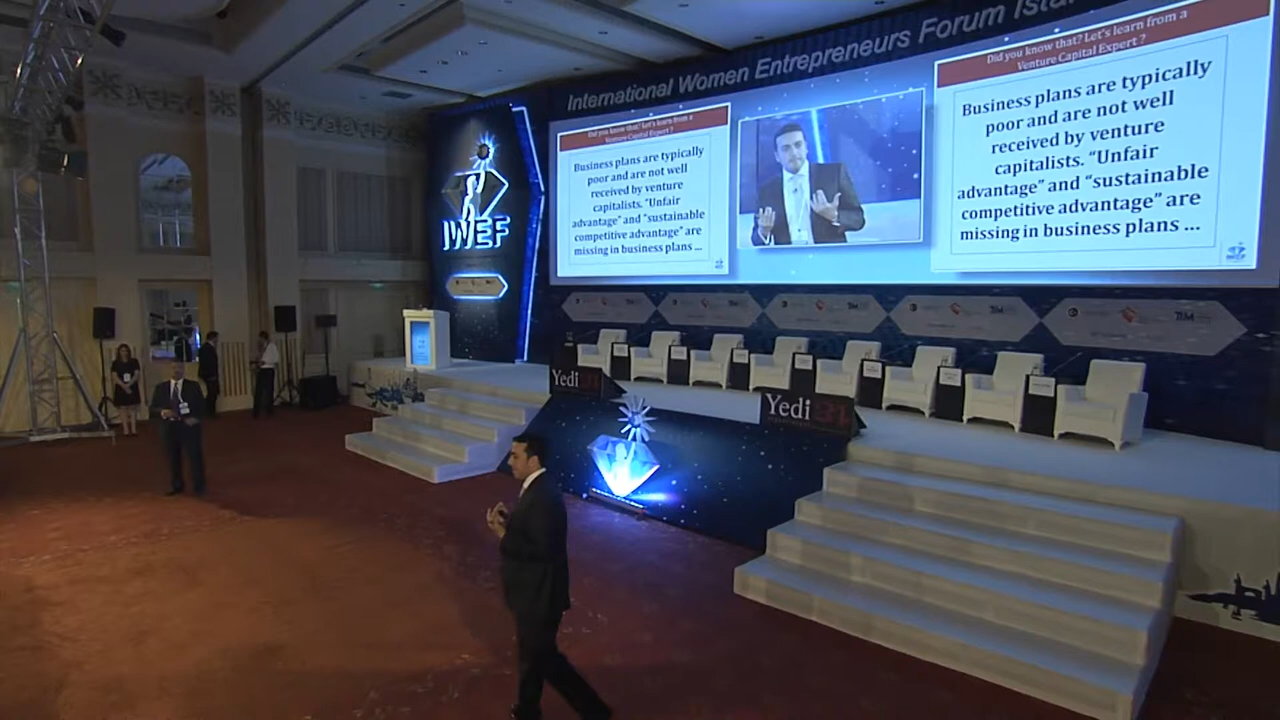 International Women Entrepreneurs Forum Ista
Did you know that? Let's learn from a
Venture Capital Expert ?
Business plans are typically
poor and are not well
received by venture
capitalists. “Unfair
advantage” and “sustainable
competitive advantage” are
missing in business plans ...
Did you know that? Let's learn from a
Venture Capital Expert ?
Business plans are typically
poor and are not well
received by venture
capitalists. “Unfair
advantage” and “sustainable
competitive advantage” are
missing in business plans ...
IWEF
Yedi
Yedi